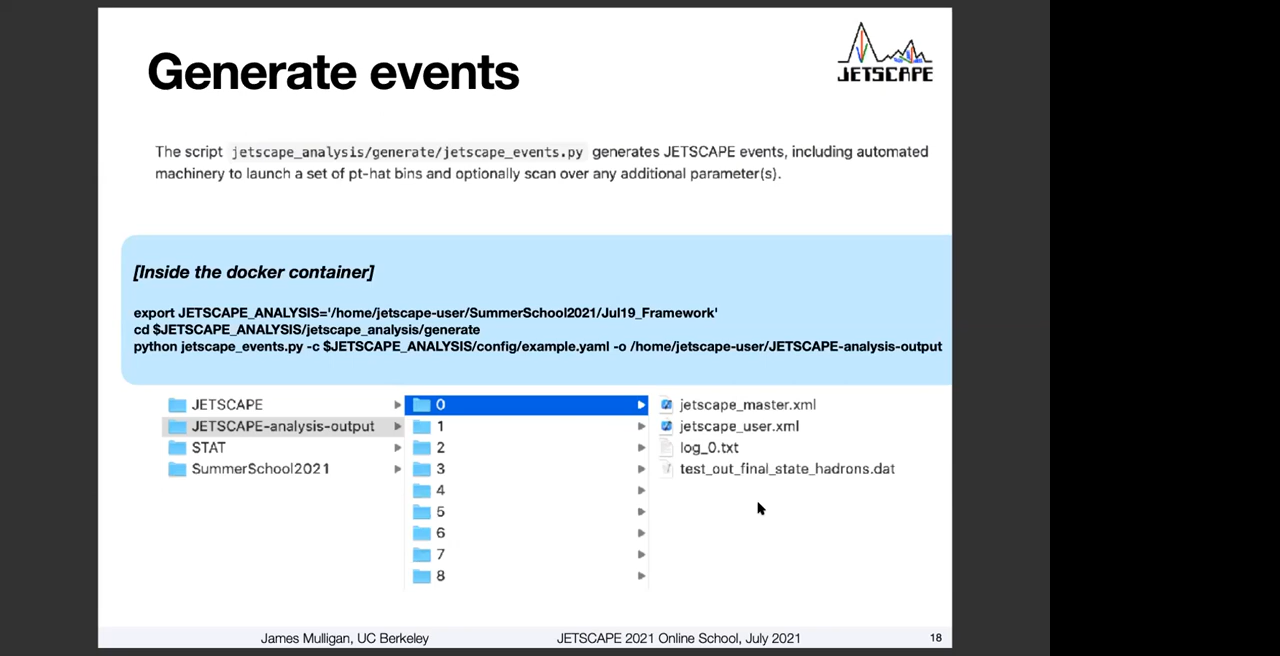 Generate events
JETSCAPE
The script jetscape_analysis/generate/jetscape_events.py generates JETSCAPE events, including automated
machinery to launch a set of pt-hat bins and optionally scan over any additional parameter(s).
[Inside the docker container]
export JETSCAPE_ANALYSIS='/home/jetscape-user/SummerSchool2021/Jul19_Framework'
cd $JETSCAPE_ANALYSIS/jetscape_analysis/generate
python jetscape_events.py -c $JETSCAPE_ANALYSIS/config/example.yaml -o /home/jetscape-user/JETSCAPE-analysis-output
JETSCAPE
JETSCAPE-analysis-output
STAT
SummerSchool2021
0
1
2
3
4
5
6
7
8
jetscape_master.xml
jetscape_user.xml
log_0.txt
test_out_final_state_hadrons.dat
James Mulligan, UC Berkeley
JETSCAPE 2021 Online School, July 2021
18